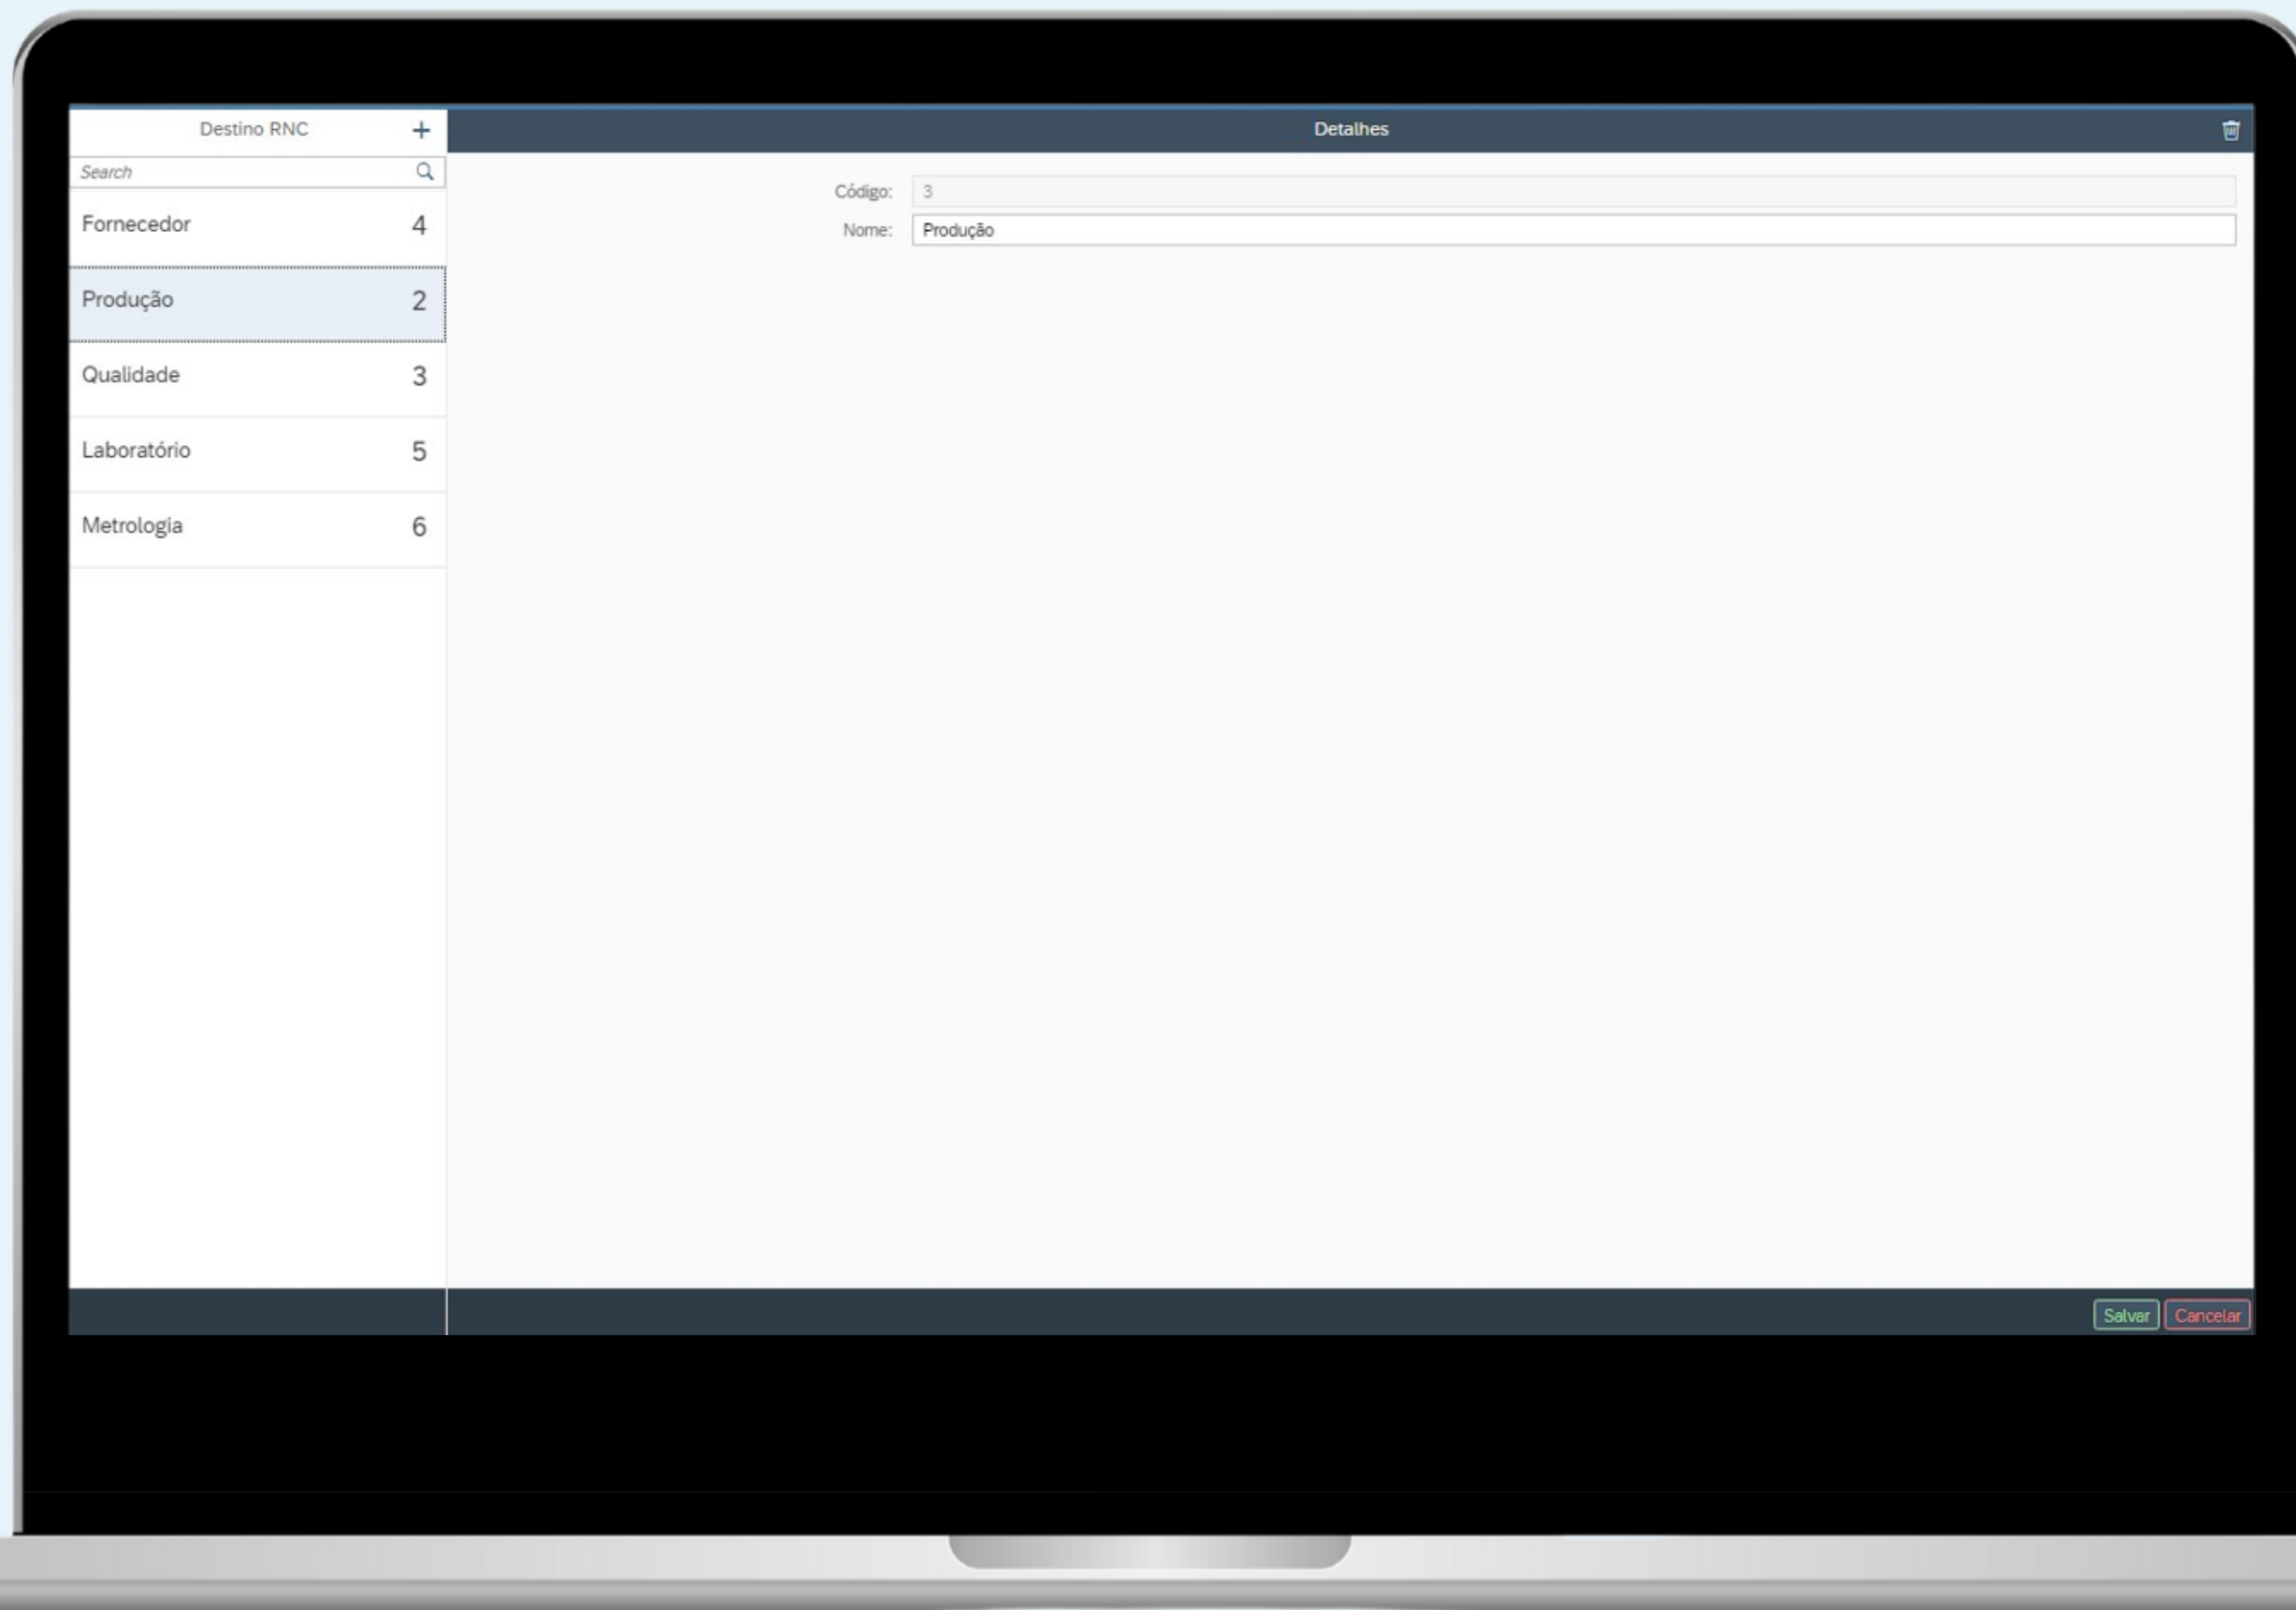 Destino RNC
Search
Fornecedor 4
Produção 2
Qualidade 3
Laboratório 5
Metrologia 6
Detalhes
Código: 3
Nome: Produção
Salvar Cancelar